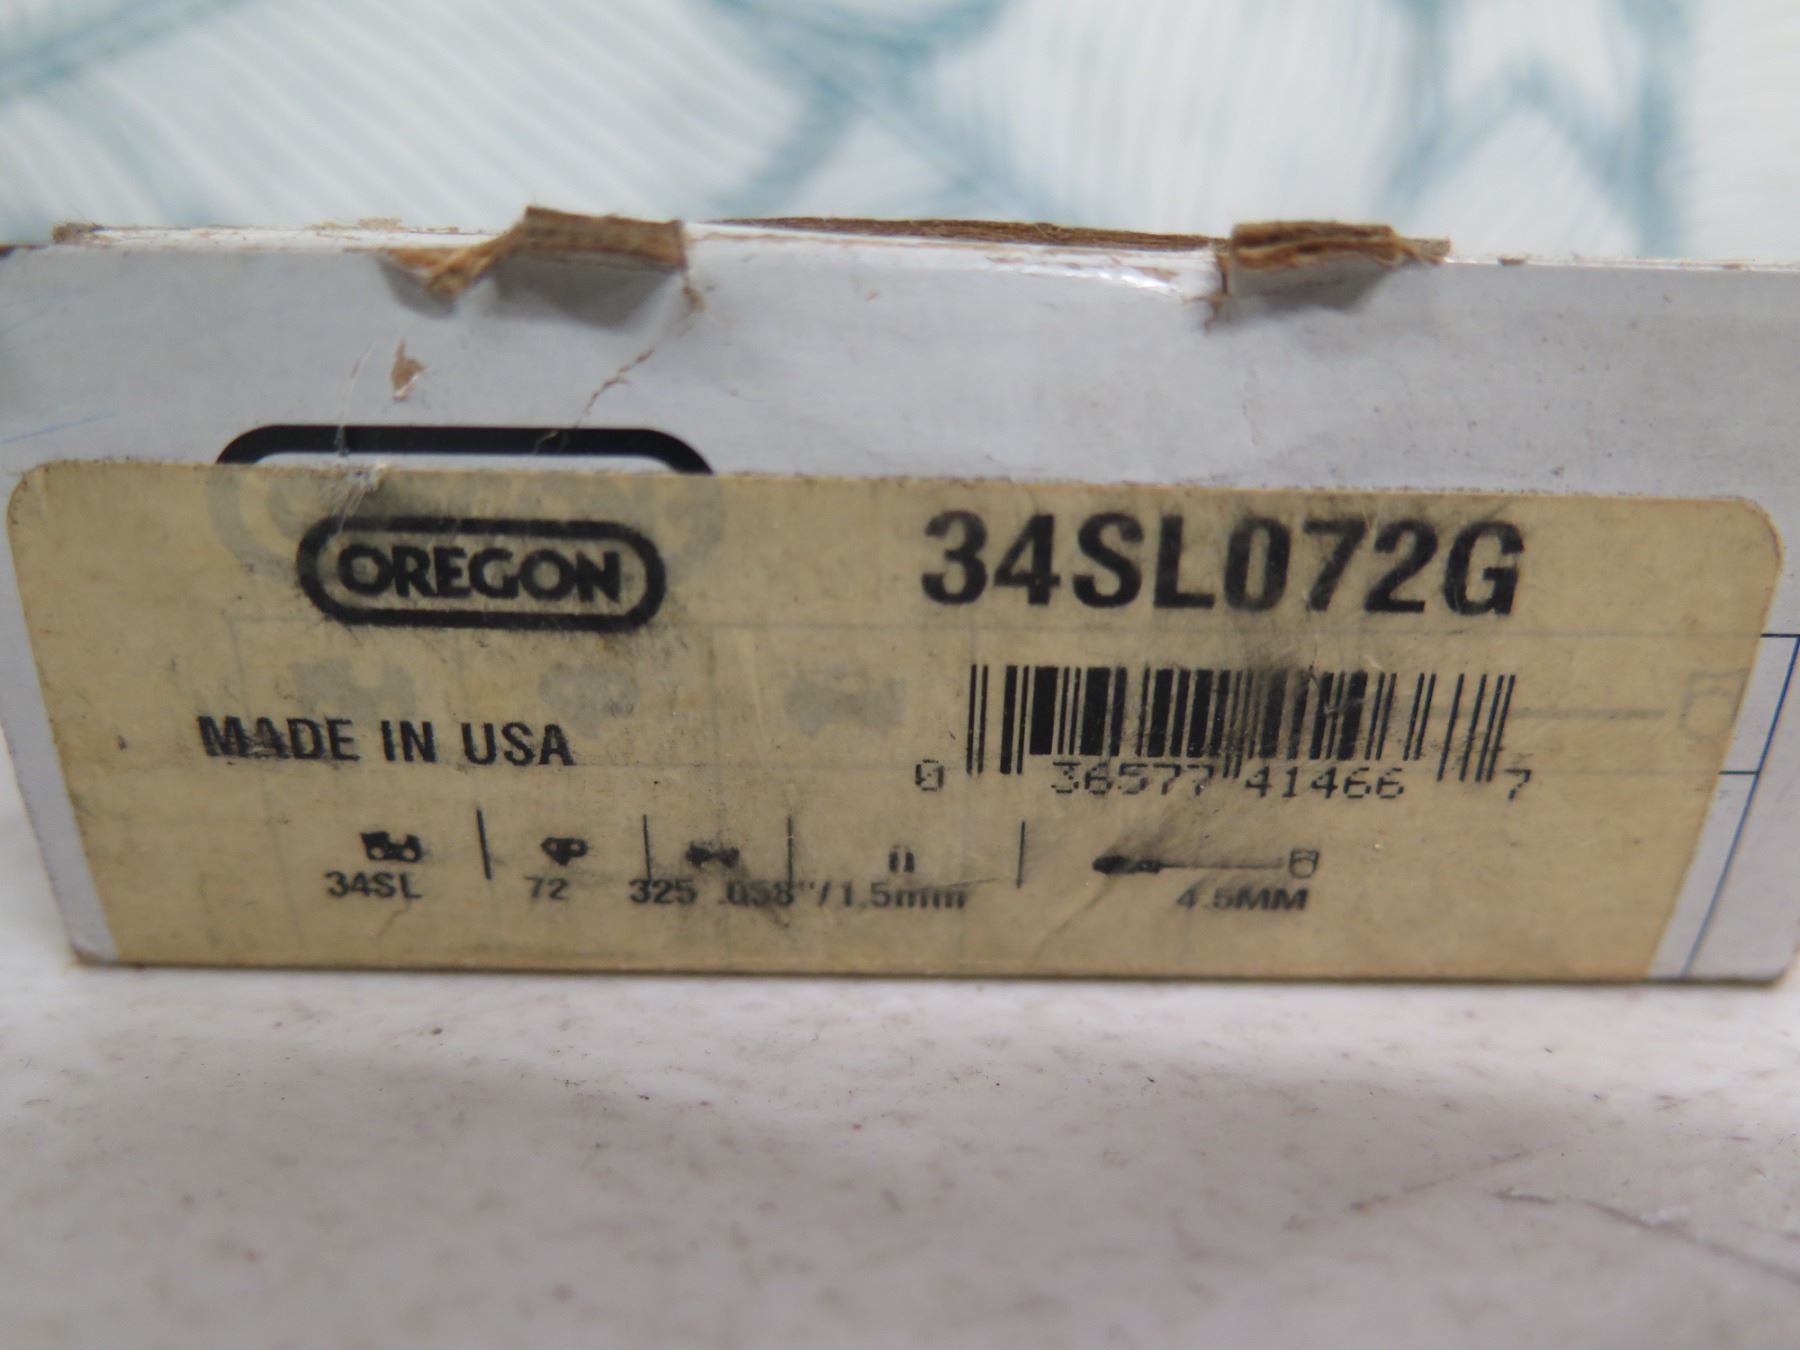 OREGON
34SL072G
MADE IN USA
0 36577 41466 7
34SL 72 325 .058"/1.5mm 4.5MM